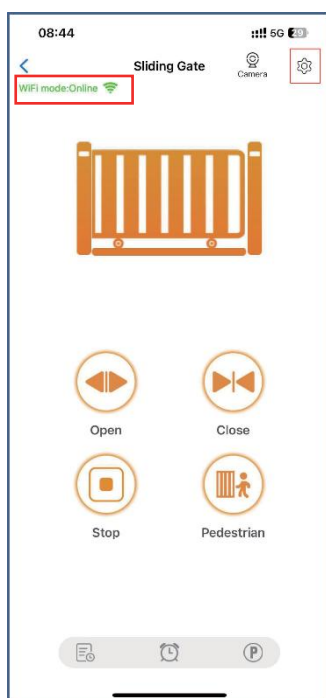 08:44
5G 29
Sliding Gate
Camera
WiFi mode:Online
Open
Close
Stop
Pedestrian
P